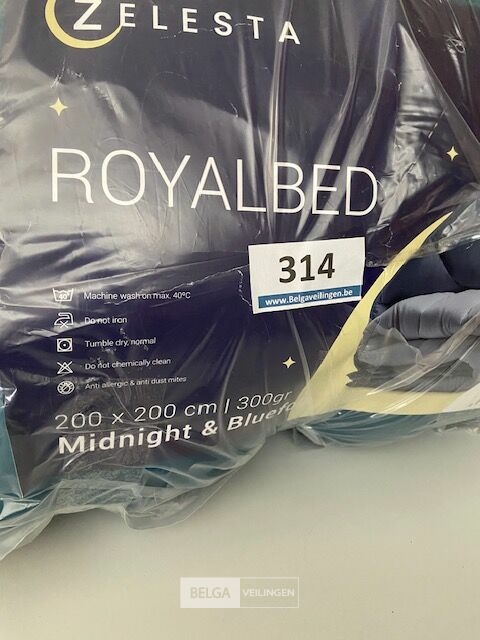 ZELESTA
ROYALBED
314
www.Belgaveilingen.be
40°
Machine wash on max. 40ºC
Do not iron
Tumble dry, normal
Do not chemically clean
Anti allergic & anti dust mites
200 x 200 cm | 300gr
Midnight &
BELGA VEILINGEN